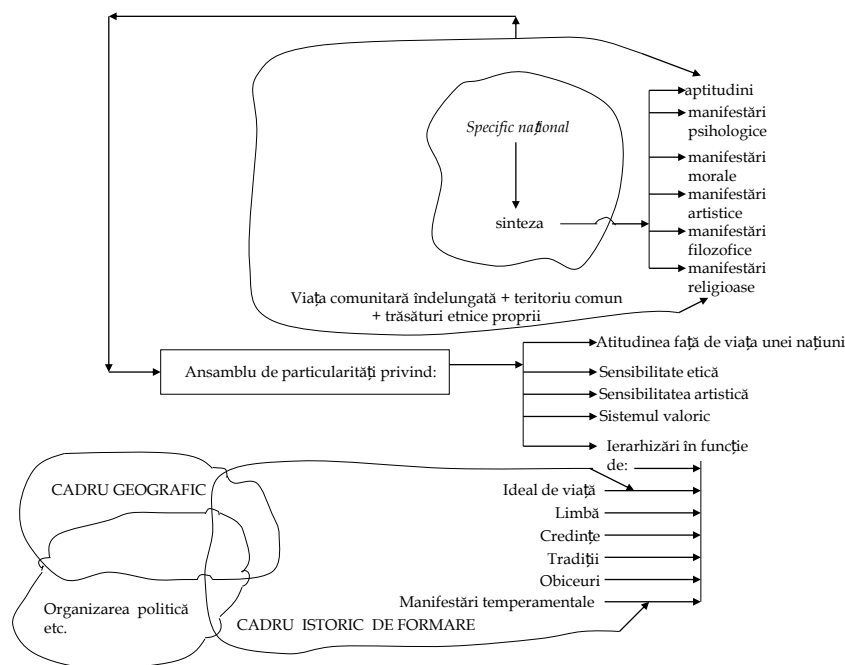 aptitudini
Specific național
manifestări
psihologice
manifestări
morale
manifestări
artistice
sinteza
manifestări
filozofice
manifestări
religioase
Viața comunitară îndelungată + teritoriu comun
+ trăsături etnice proprii
Atitudinea față de viața unei națiuni
Ansamblu de particularități privind:
Sensibilitate etică
Sensibilitatea artistică
Sistemul valoric
Ierarhizări în funcție
de:
CADRU GEOGRAFIC
Ideal de viață
Limbă
Credințe
Tradiții
Obiceuri
Manifestări temperamentale
Organizarea politică
etc.
CADRU ISTORIC DE FORMARE